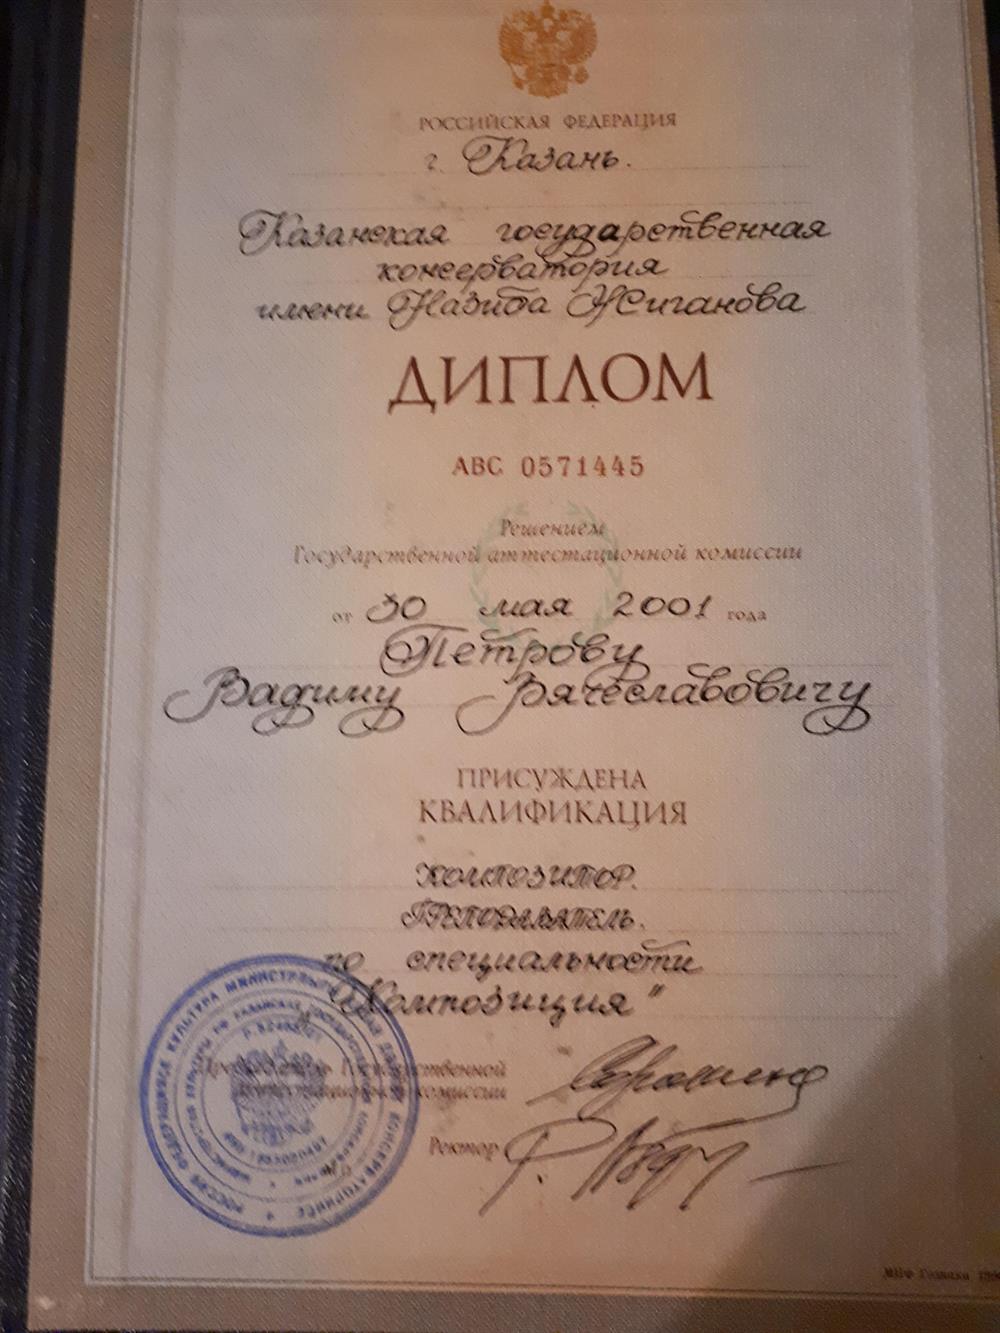 РОССИЙСКАЯ ФЕДЕРАЦИЯ
г. Казань.
Казанская государственная
консерватория
имени Назиба Жиганова
ДИПЛОМ
АВС 0571445
Решением
Государственной аттестационной комиссии
от 30 мая 2001 года
Петрову
Вадиму Вячеславовичу
ПРИСУЖДЕНА
КВАЛИФИКАЦИЯ
КОМПОЗИТОР.
ПРЕПОДАВАТЕЛЬ.
по специальности
"Композиция"
Председатель Государственной
аттестационной комиссии
Ректор